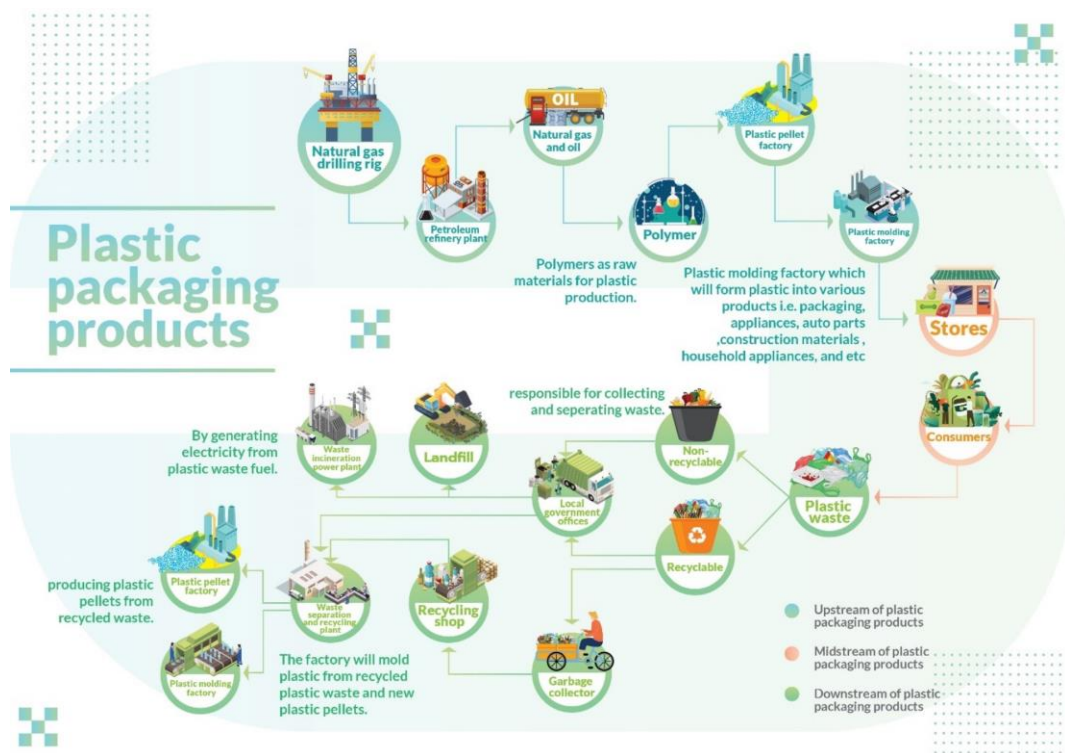 Plastic
packaging
products
Natural gas
drilling rig
Petroleum
refinery plant
OIL
Natural gas
and oil
Polymer
Polymers as raw
materials for plastic
production.
Plastic pellet
factory
Plastic molding
factory
Plastic molding factory which
will form plastic into various
products i.e. packaging,
appliances, auto parts
,construction materials ,
household appliances, and etc
Stores
Consumers
Plastic
waste
Non-
recyclable
Recyclable
responsible for collecting
and seperating waste.
Local
government
offices
Landfill
Waste
incineration
power plant
By generating
electricity from
plastic waste fuel.
Garbage
collector
Recycling
shop
Waste
separation
and recycling
plant
Plastic pellet
factory
producing plastic
pellets from
recycled waste.
Plastic molding
factory
The factory will mold
plastic from recycled
plastic waste and new
plastic pellets.
Upstream of plastic
packaging products
Midstream of plastic
packaging products
Downstream of plastic
packaging products